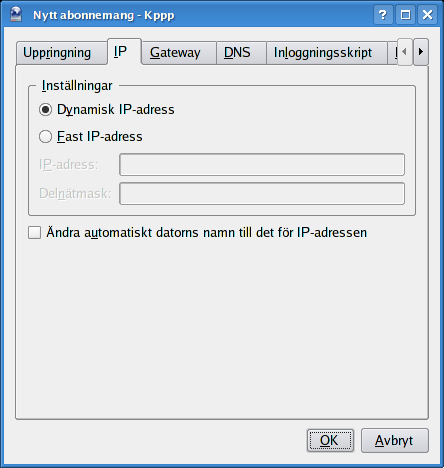 Nytt abonnemang - Kppp
Uppringning IP Gateway DNS Inloggningsskript
Inställningar
Dynamisk IP-adress
Fast IP-adress
IP-adress:
Delnätmask:
Ändra automatiskt datorns namn till det för IP-adressen
OK Avbryt